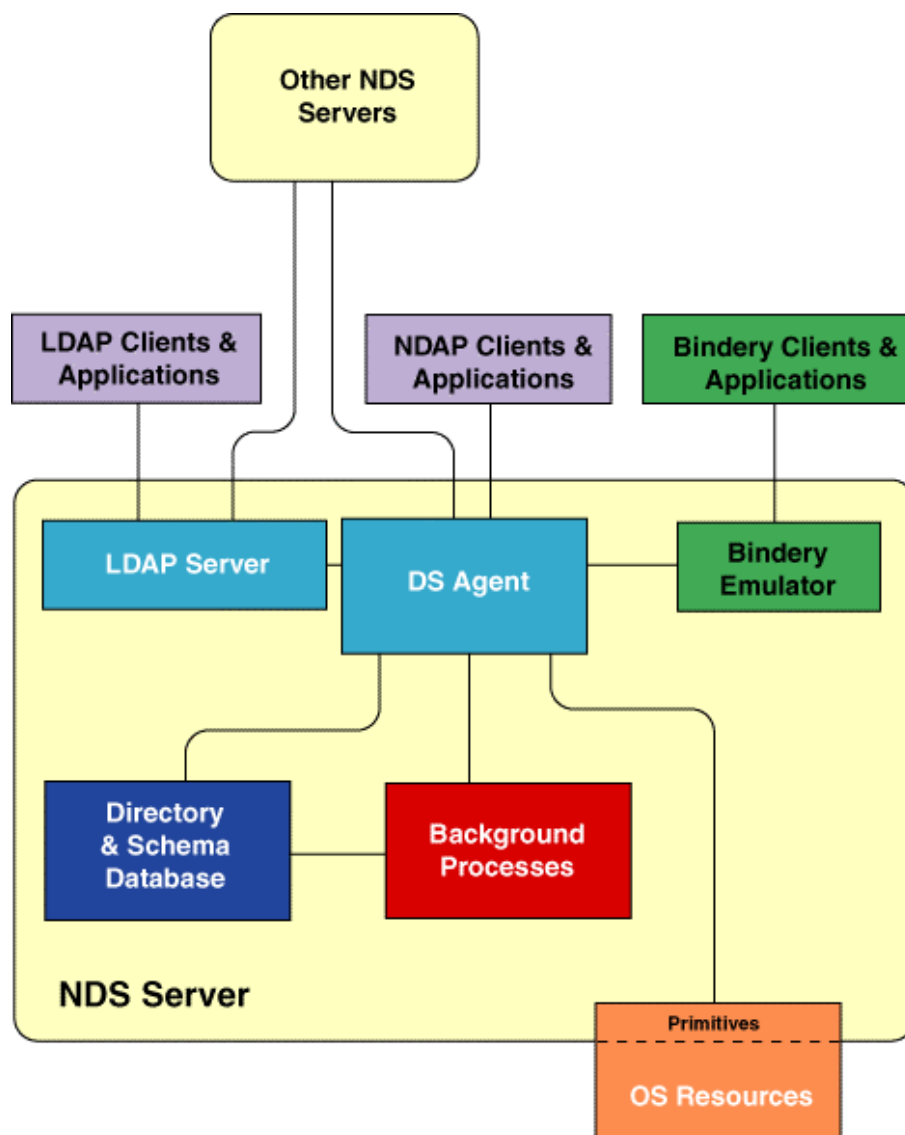 Other NDS
Servers
LDAP Clients &
Applications
NDAP Clients &
Applications
Bindery Clients &
Applications
LDAP Server
DS Agent
Bindery
Emulator
Directory
& Schema
Database
Background
Processes
NDS Server
Primitives
OS Resources